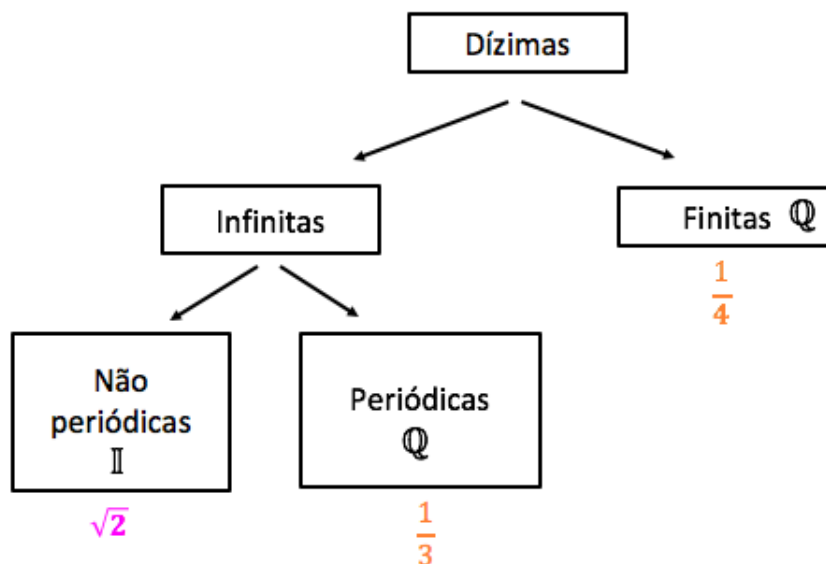 Dízimas
Infinitas
Finitas ℚ
1/4
Não
periódicas
𝕀
√2
Periódicas
ℚ
1/3